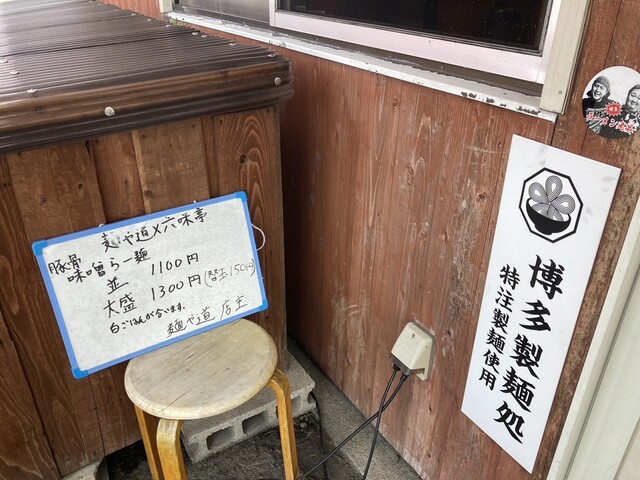 麺や道×六味亭
豚骨
味噌らー麺
並 1100円
大盛 1300円(替玉150円)
白ごはんが合います。
麺や道 店主
博多製麺処
特注製麺使用